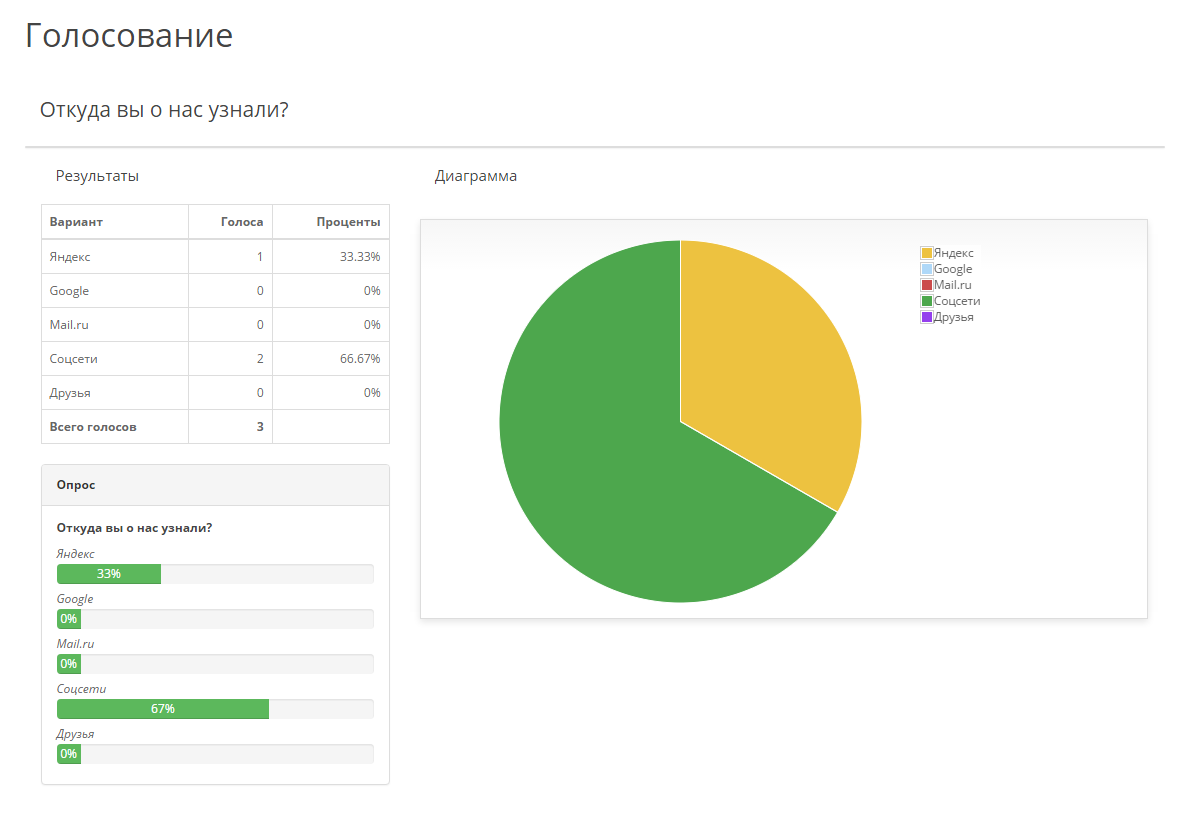 Голосование
Откуда вы о нас узнали?
Результаты
Вариант Голоса Проценты
Яндекс 1 33.33%
Google 0 0%
Mail.ru 0 0%
Соцсети 2 66.67%
Друзья 0 0%
Всего голосов 3
Опрос
Откуда вы о нас узнали?
Яндекс
33%
Google
0%
Mail.ru
0%
Соцсети
67%
Друзья
0%
Диаграмма
Яндекс
Google
Mail.ru
Соцсети
Друзья